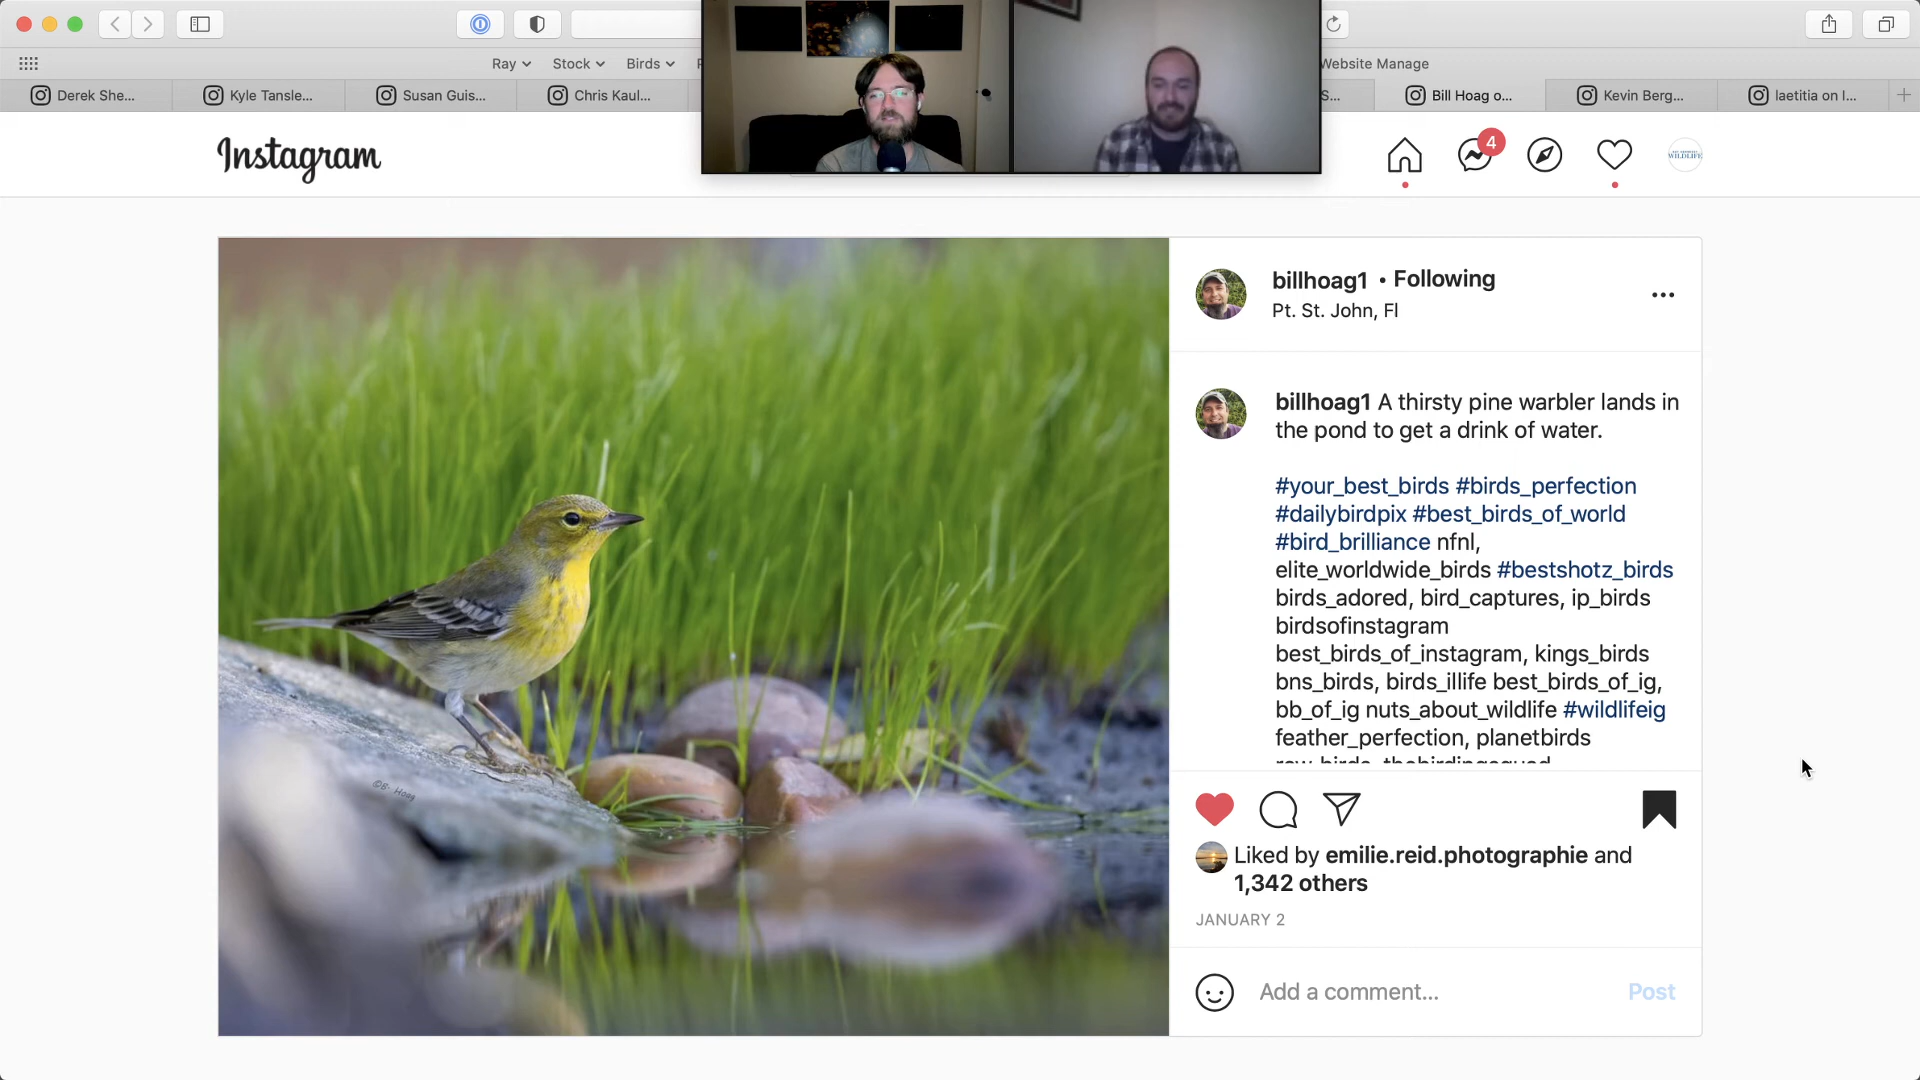 Ray
Stock
Birds
Website Manage
Derek She...
Kyle Tansle...
Susan Guis...
Chris Kaul...
S...
Bill Hoag o...
Kevin Berg...
laetitia on I...
Instagram
4
WILDLIFE
billhoag1 • Following
Pt. St. John, Fl
billhoag1 A thirsty pine warbler lands in
the pond to get a drink of water.
#your_best_birds #birds_perfection
#dailybirdpix #best_birds_of_world
#bird_brilliance nfnl,
elite_worldwide_birds #bestshotz_birds
birds_adored, bird_captures, ip_birds
birdsofinstagram
best_birds_of_instagram, kings_birds
bns_birds, birds_illife best_birds_of_ig,
bb_of_ig nuts_about_wildlife #wildlifeig
feather_perfection, planetbirds
©B. Hoag
Liked by emilie.reid.photographie and
1,342 others
JANUARY 2
Add a comment...
Post